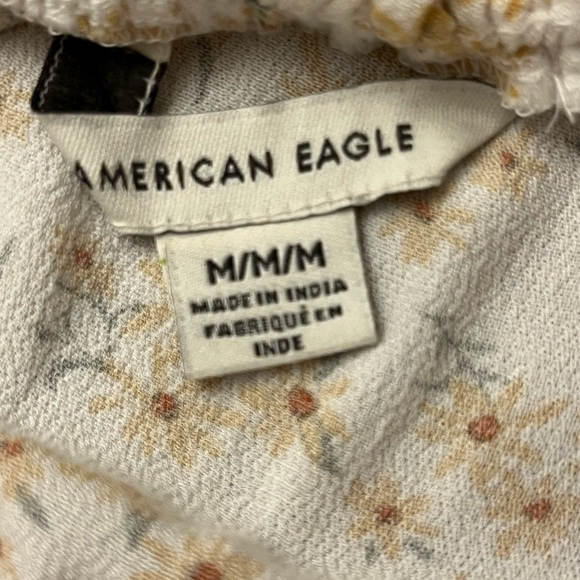 AMERICAN EAGLE
M/M/M
MADE IN INDIA
FABRIQUÉ EN
INDE